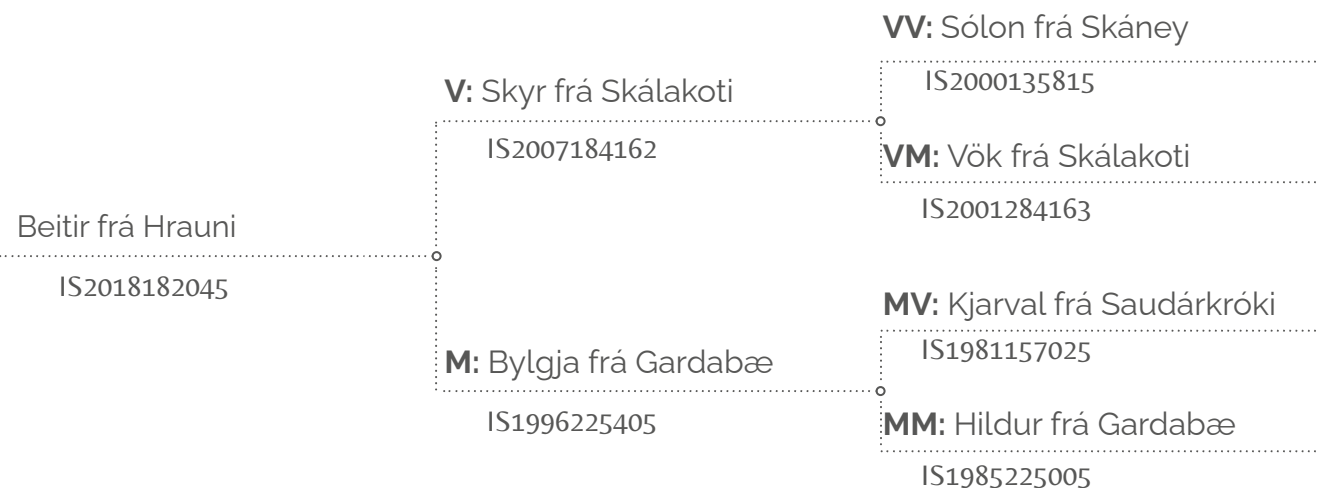 VV: Sólon frá Skáney
IS2000135815
V: Skyr frá Skálakoti
IS2007184162
VM: Vök frá Skálakoti
IS2001284163
Beitir frá Hrauni
IS2018182045
MV: Kjarval frá Saudárkróki
IS1981157025
M: Bylgja frá Gardabæ
IS1996225405
MM: Hildur frá Gardabæ
IS1985225005